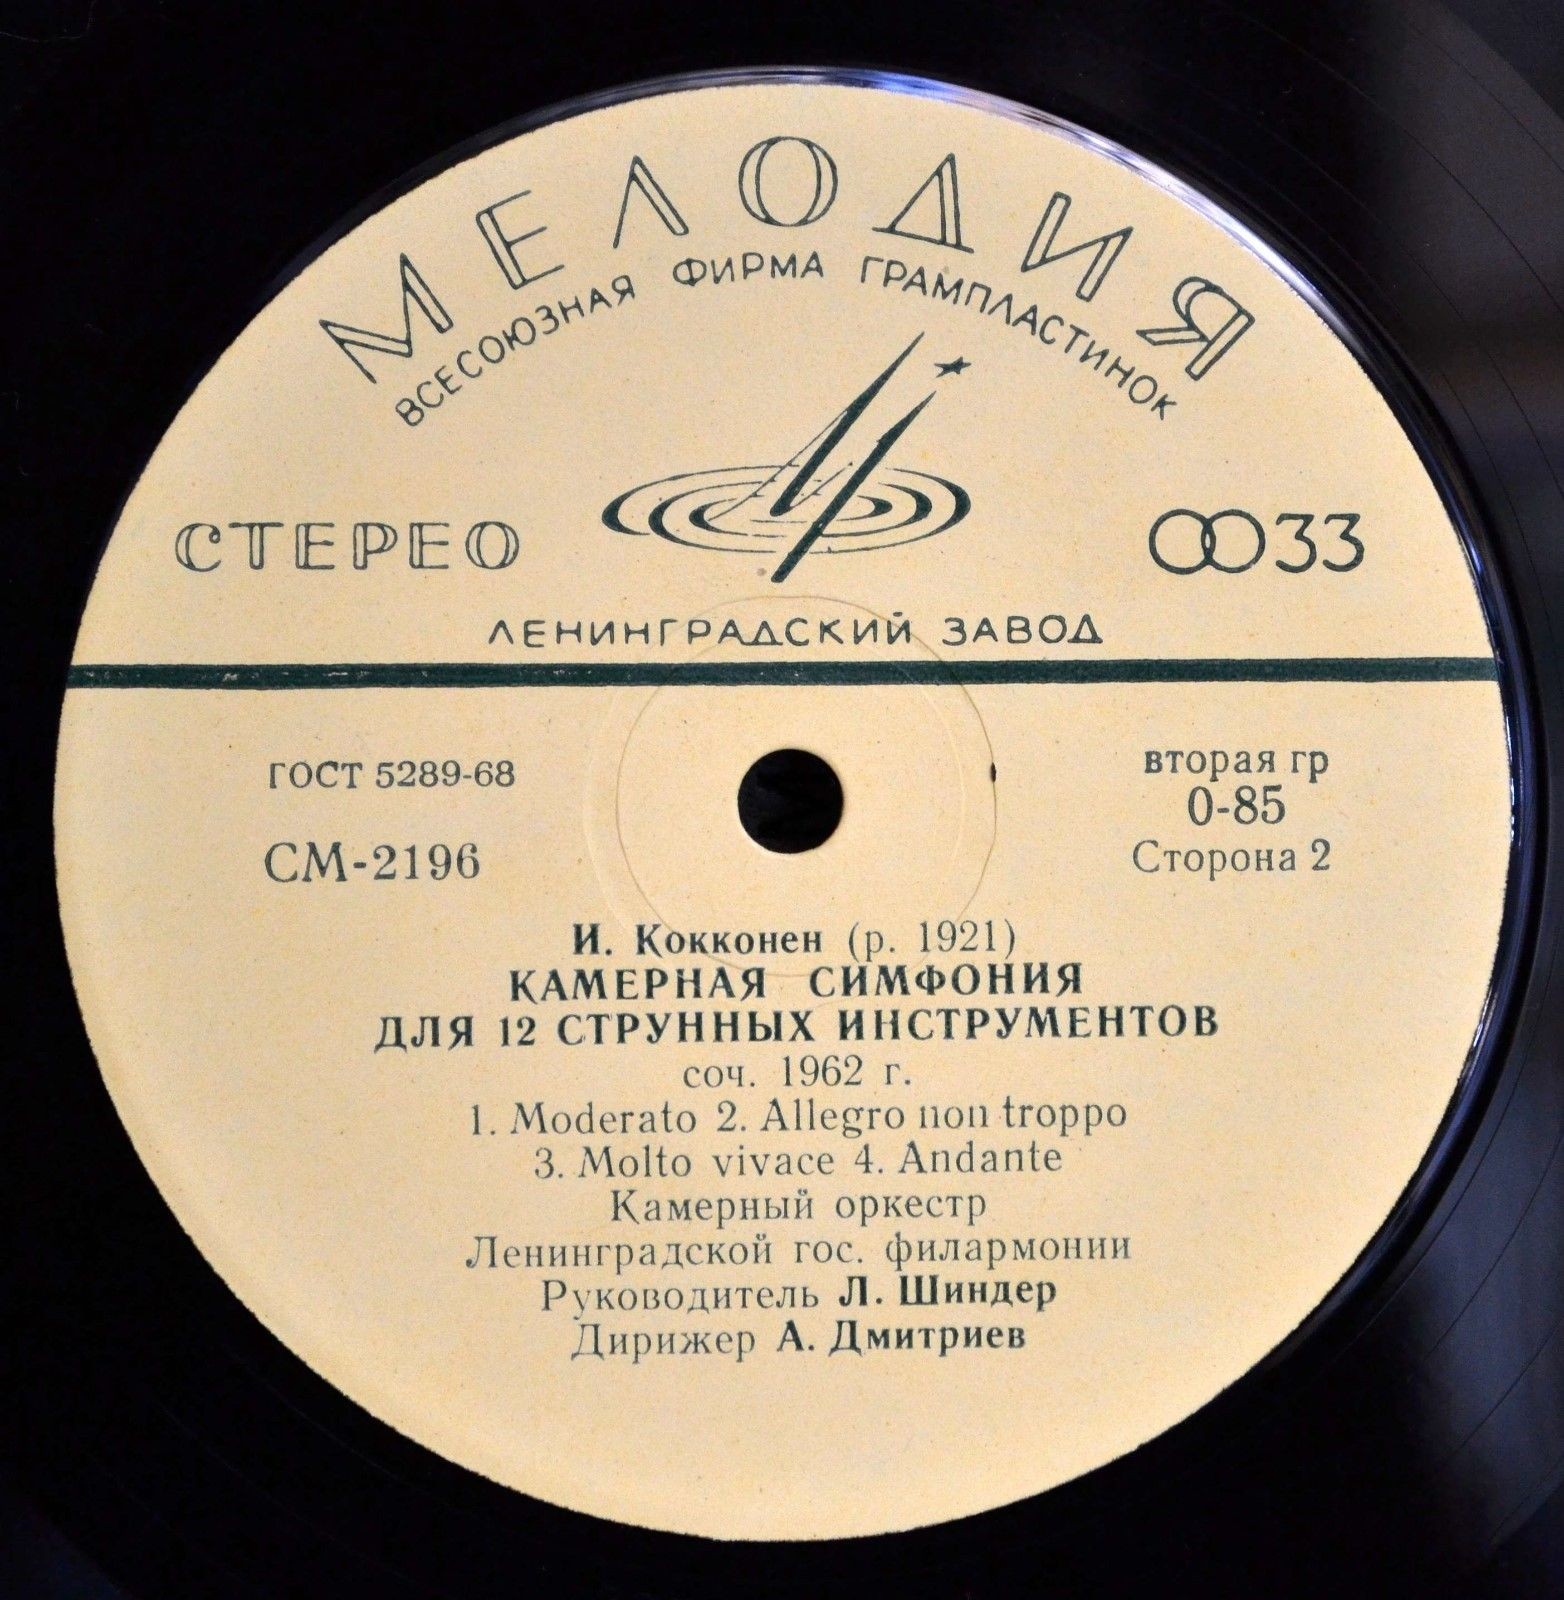 МЕЛОДИЯ
ВСЕСОЮЗНАЯ ФИРМА ГРАМПЛАСТИНОК
СТЕРЕО
33
ЛЕНИНГРАДСКИЙ ЗАВОД
ГОСТ 5289-68
вторая гр
0-85
СМ-2196
Сторона 2
И. Кокконен (р. 1921)
КАМЕРНАЯ СИМФОНИЯ
ДЛЯ 12 СТРУННЫХ ИНСТРУМЕНТОВ
соч. 1962 г.
1. Moderato 2. Allegro non troppo
3. Molto vivace 4. Andante
Камерный оркестр
Ленинградской гос. филармонии
Руководитель Л. Шиндер
Дирижер А. Дмитриев